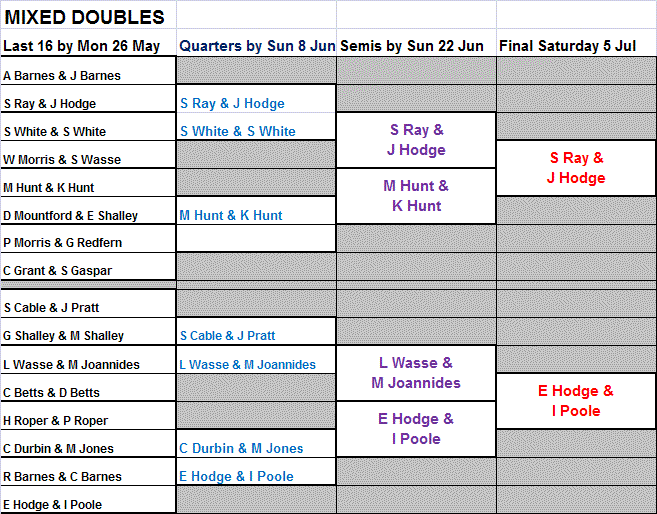 MIXED DOUBLES
Last 16 by Mon 26 May
Quarters by Sun 8 Jun
Semis by Sun 22 Jun
Final Saturday 5 Jul
A Barnes & J Barnes
S Ray & J Hodge
S Ray & J Hodge
S White & S White
S White & S White
S Ray &
J Hodge
W Morris & S Wasse
S Ray &
J Hodge
M Hunt & K Hunt
M Hunt &
K Hunt
D Mountford & E Shalley
M Hunt & K Hunt
P Morris & G Redfern
C Grant & S Gaspar
S Cable & J Pratt
G Shalley & M Shalley
S Cable & J Pratt
L Wasse & M Joannides
L Wasse & M Joannides
L Wasse &
M Joannides
C Betts & D Betts
E Hodge &
I Poole
H Roper & P Roper
E Hodge &
I Poole
C Durbin & M Jones
C Durbin & M Jones
R Barnes & C Barnes
E Hodge & I Poole
E Hodge & I Poole